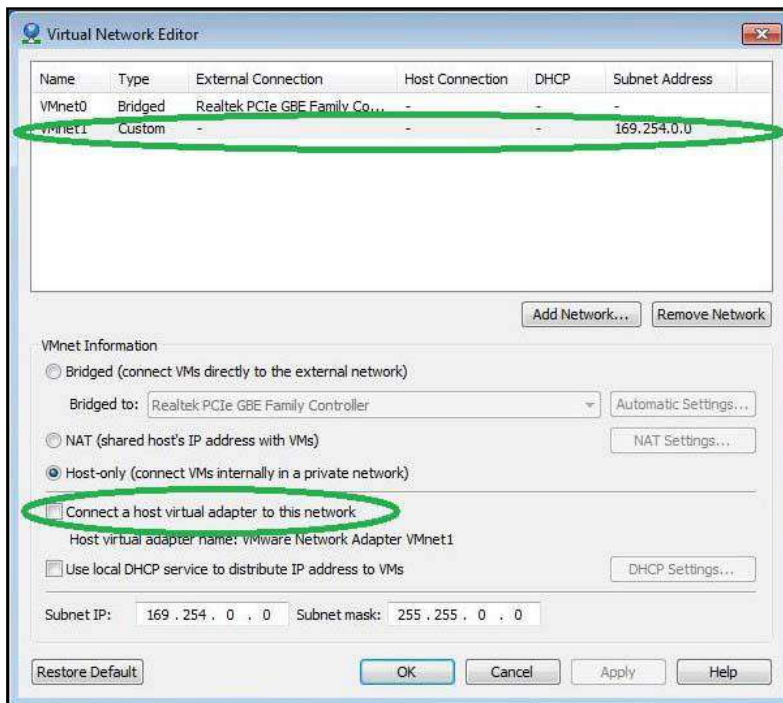 Virtual Network Editor
Name Type External Connection Host Connection DHCP Subnet Address
VMnet0 Bridged Realtek PCIe GBE Family Co... - - -
VMnet1 Custom - - - 169.254.0.0
Add Network... Remove Network
VMnet Information
Bridged (connect VMs directly to the external network)
Bridged to: Realtek PCIe GBE Family Controller Automatic Settings...
NAT (shared host's IP address with VMs) NAT Settings...
Host-only (connect VMs internally in a private network)
Connect a host virtual adapter to this network
Host virtual adapter name: VMware Network Adapter VMnet1
Use local DHCP service to distribute IP address to VMs DHCP Settings...
Subnet IP: 169 . 254 . 0 . 0 Subnet mask: 255 . 255 . 0 . 0
Restore Default OK Cancel Apply Help